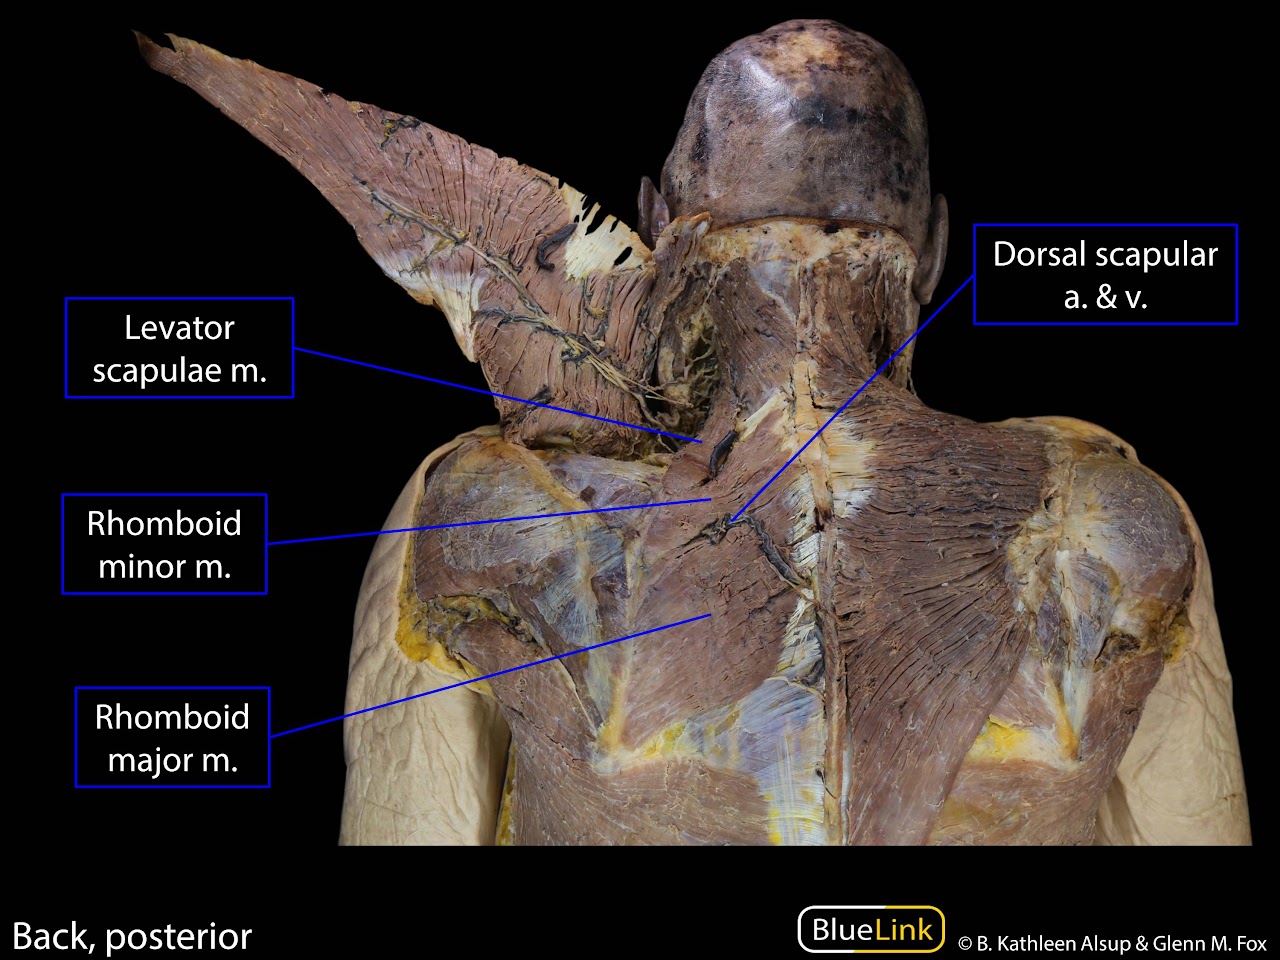 Dorsal scapular
a. & v.
Levator
scapulae m.
Rhomboid
minor m.
Rhomboid
major m.
Back, posterior
BlueLink
© B. Kathleen Alsup & Glenn M. Fox